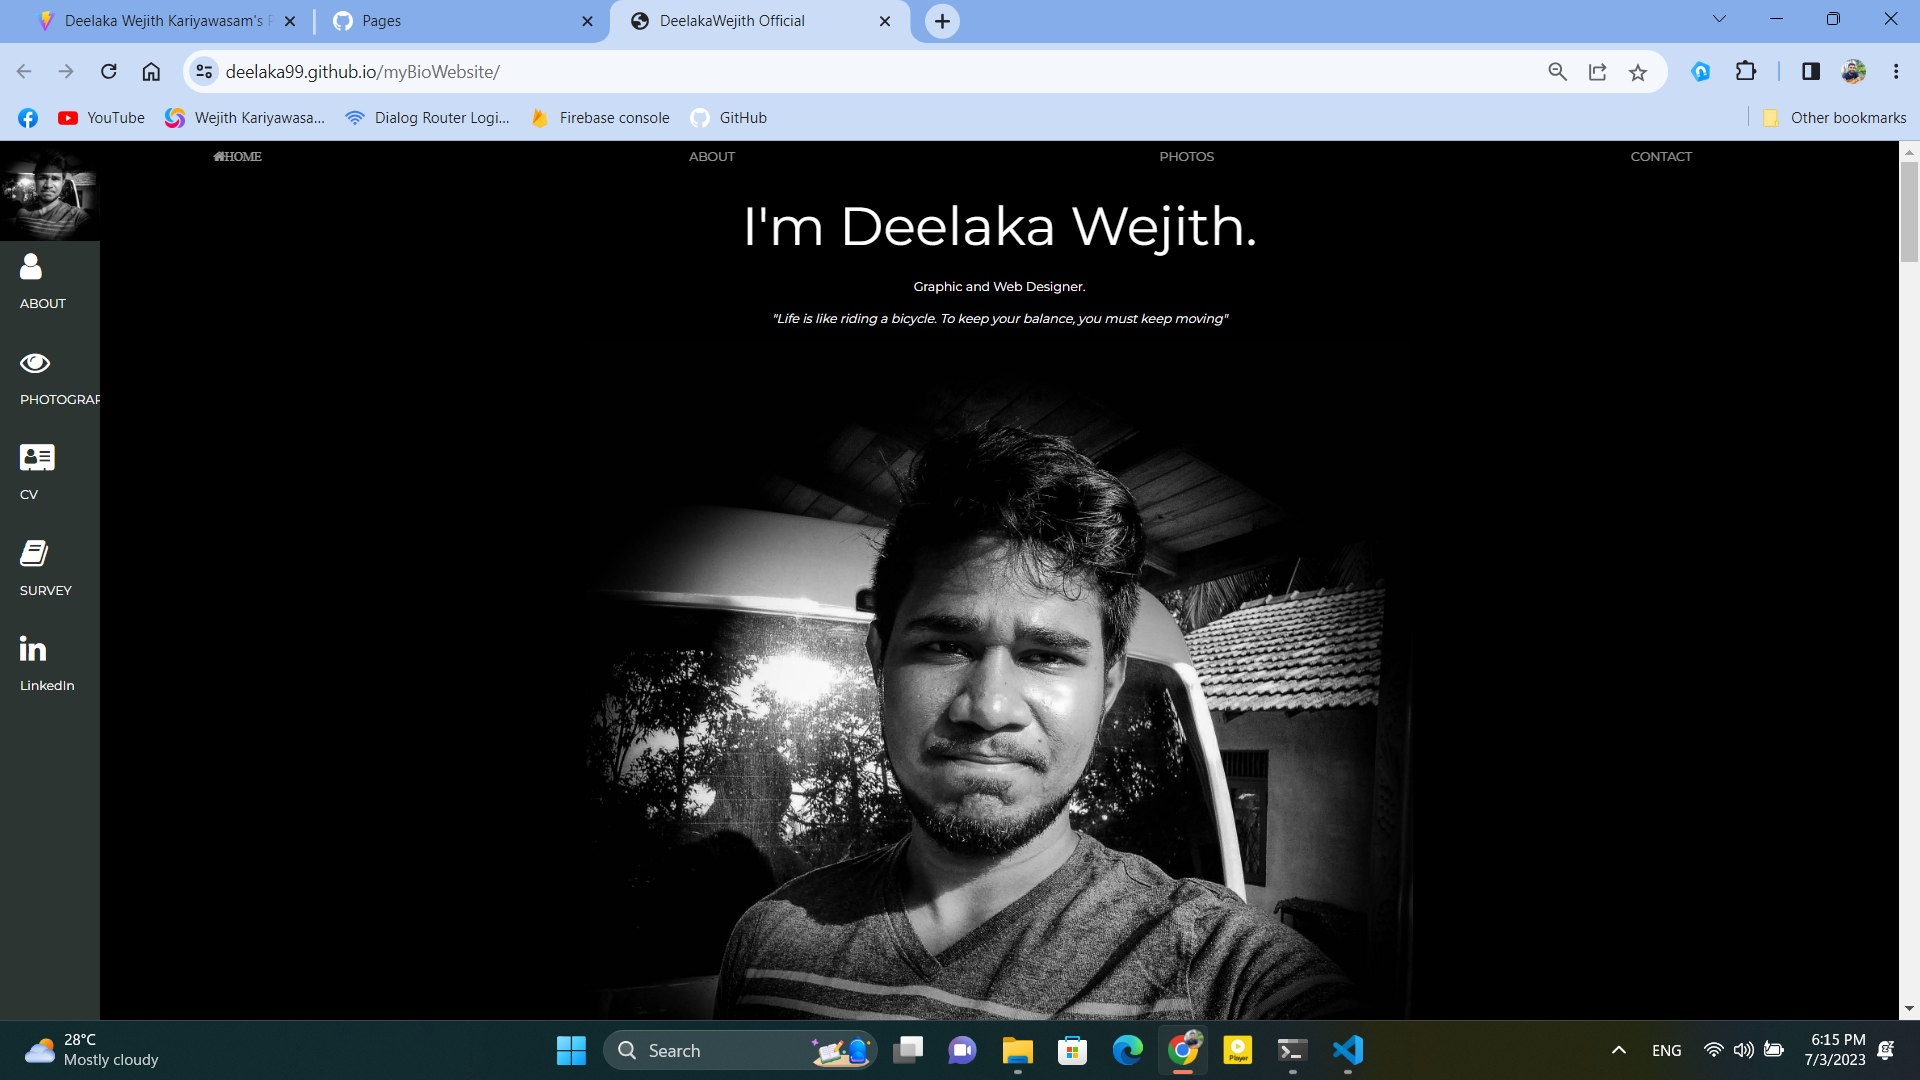 Deelaka Wejith Kariyawasam's
Pages
DeelakaWejith Official
deelaka99.github.io/myBioWebsite/
YouTube
Wejith Kariyawasa...
Dialog Router Logi...
Firebase console
GitHub
Other bookmarks
HOME
ABOUT
PHOTOS
CONTACT
I'm Deelaka Wejith.
Graphic and Web Designer.
"Life is like riding a bicycle. To keep your balance, you must keep moving"
ABOUT
PHOTOGRAP
CV
SURVEY
LinkedIn
28°C
Mostly cloudy
Search
Player
ENG
6:15 PM
7/3/2023